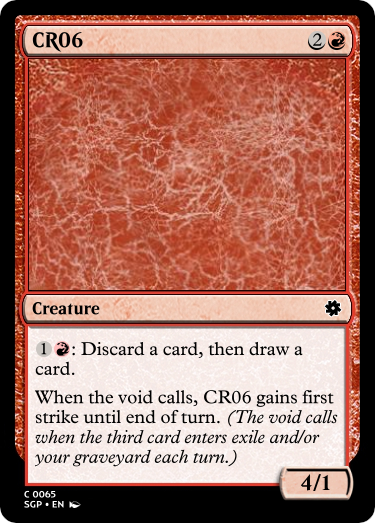 CR06 2R
Creature
1R: Discard a card, then draw a
card.
When the void calls, CR06 gains first
strike until end of turn. (The void calls
when the third card enters exile and/or
your graveyard each turn.)
4/1
C 0065
SGP • EN